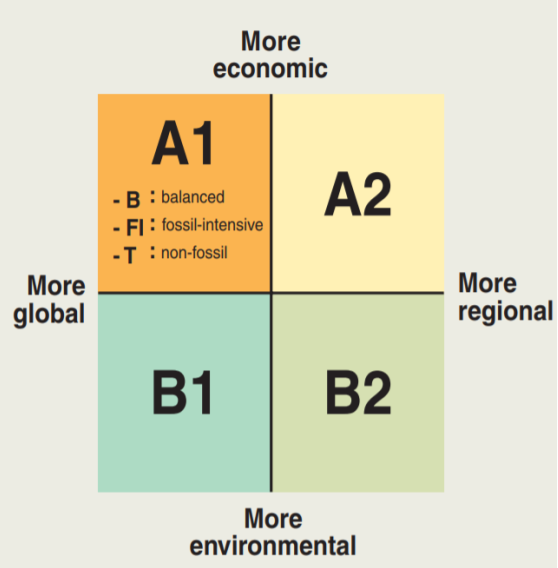 More
economic
A1
- B : balanced
- FI : fossil-intensive
- T : non-fossil
A2
More
global
More
regional
B1
B2
More
environmental